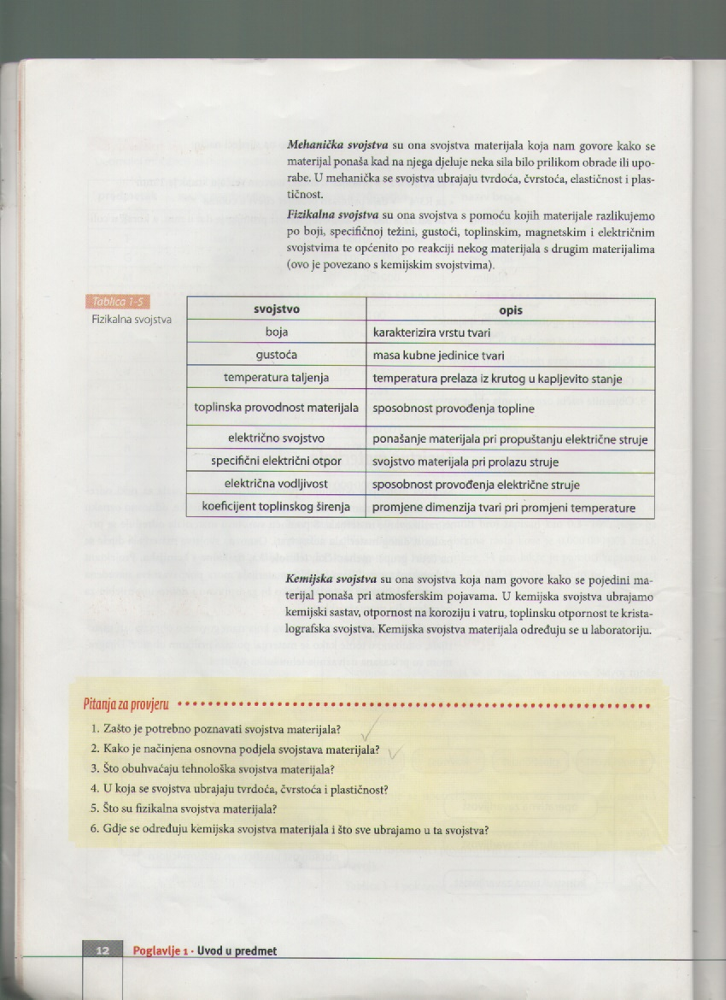 Mehanička svojstva su ona svojstva materijala koja nam govore kako se
materijal ponaša kad na njega djeluje neka sila bilo prilikom obrade ili upo-
rabe. U mehanička se svojstva ubrajaju tvrdoća, čvrstoća, elastičnost i plas-
tičnost.
Fizikalna svojstva su ona svojstva s pomoću kojih materijale razlikujemo
po boji, specifičnoj težini, gustoći, toplinskim, magnetskim i električnim
svojstvima te općenito po reakciji nekog materijala s drugim materijalima
(ovo je povezano s kemijskim svojstvima).
Tablica 1-5
Fizikalna svojstva
svojstvo opis
boja karakterizira vrstu tvari
gustoća masa kubne jedinice tvari
temperatura taljenja temperatura prelaza iz krutog u kapljevito stanje
toplinska provodnost materijala sposobnost provođenja topline
električno svojstvo ponašanje materijala pri propuštanju električne struje
specifični električni otpor svojstvo materijala pri prolazu struje
električna vodljivost sposobnost provođenja električne struje
koeficijent toplinskog širenja promjene dimenzija tvari pri promjeni temperature
Kemijska svojstva su ona svojstva koja nam govore kako se pojedini ma-
terijal ponaša pri atmosferskim pojavama. U kemijska svojstva ubrajamo
kemijski sastav, otpornost na koroziju i vatru, toplinsku otpornost te krista-
lografska svojstva. Kemijska svojstva materijala određuju se u laboratoriju.
Pitanja za provjeru
1. Zašto je potrebno poznavati svojstva materijala?
2. Kako je načinjena osnovna podjela svojstava materijala?
3. Što obuhvaćaju tehnološka svojstva materijala?
4. U koja se svojstva ubrajaju tvrdoća, čvrstoća i plastičnost?
5. Što su fizikalna svojstva materijala?
6. Gdje se određuju kemijska svojstva materijala i što sve ubrajamo u ta svojstva?
12 Poglavlje 1 · Uvod u predmet